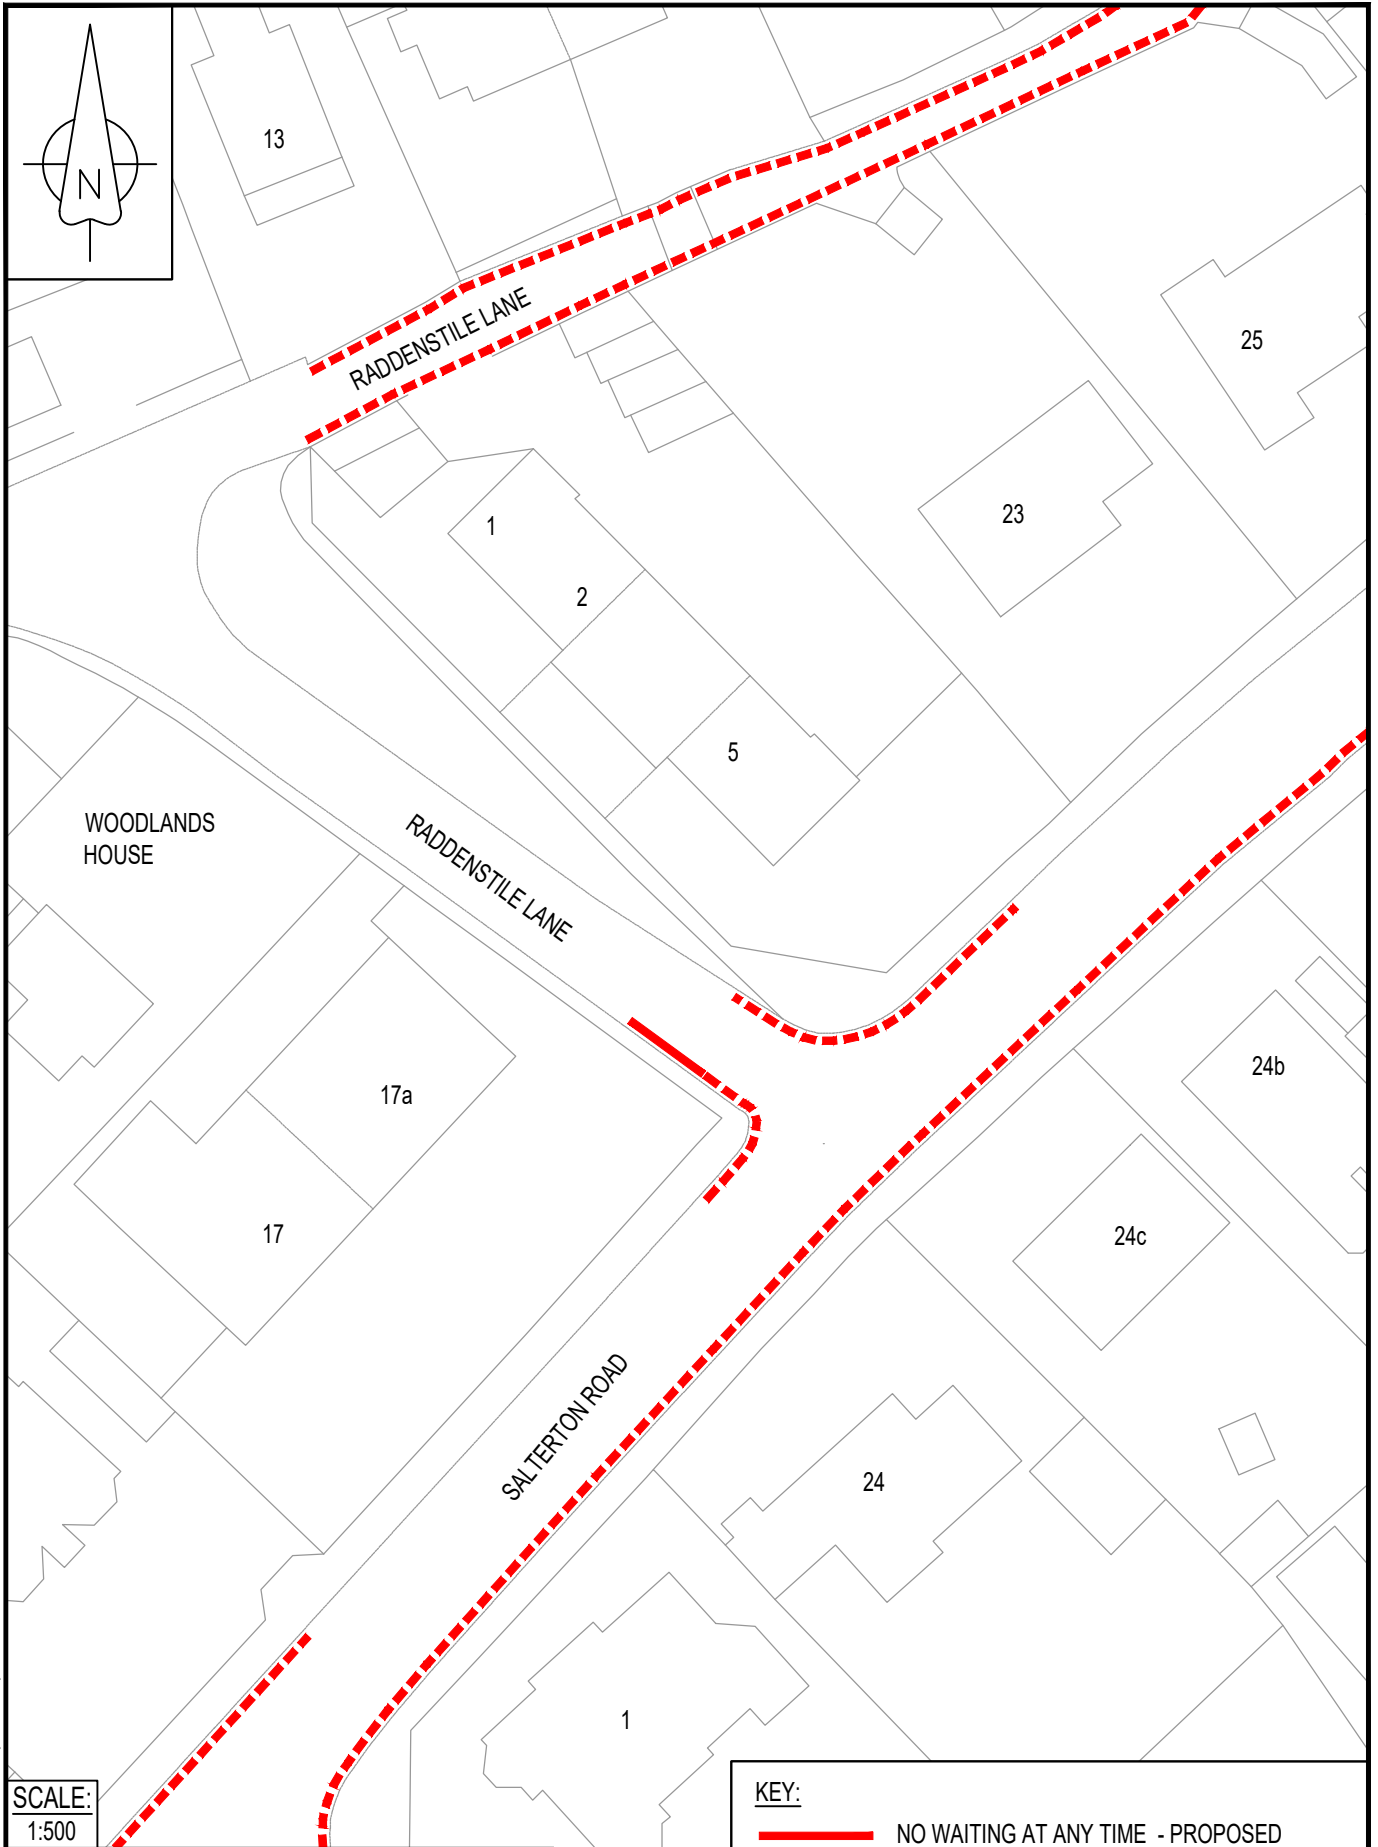 N
13
RADDENSTILE LANE
25
23
1
2
5
WOODLANDS
HOUSE
RADDENSTILE LANE
17a
24b
17
24c
SALTERTON ROAD
24
1
SCALE:
1:500
KEY:
NO WAITING AT ANY TIME - PROPOSED